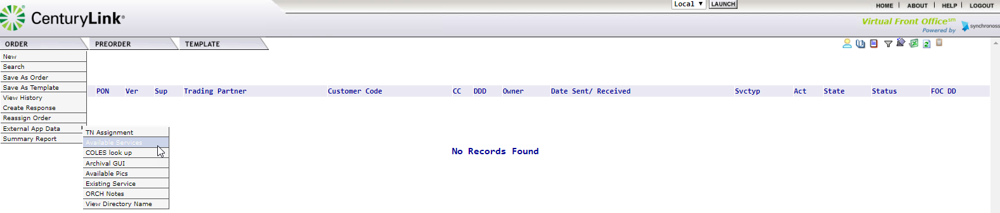 Local ▼ LAUNCH
HOME | ABOUT | HELP | LOGOUT
CenturyLink®
Virtual Front Office℠
Powered by synchronoss
ORDER PREORDER TEMPLATE
New
Search
Save As Order
Save As Template
View History
Create Response
Reassign Order
External App Data
Summary Report
TN Assignment
Available Services
COLES look up
Archival GUI
Available Pics
Existing Service
ORCH Notes
View Directory Name
PON Ver Sup Trading Partner Customer Code CC DDD Owner Date Sent/ Received Svctyp Act State Status FOC DD
No Records Found